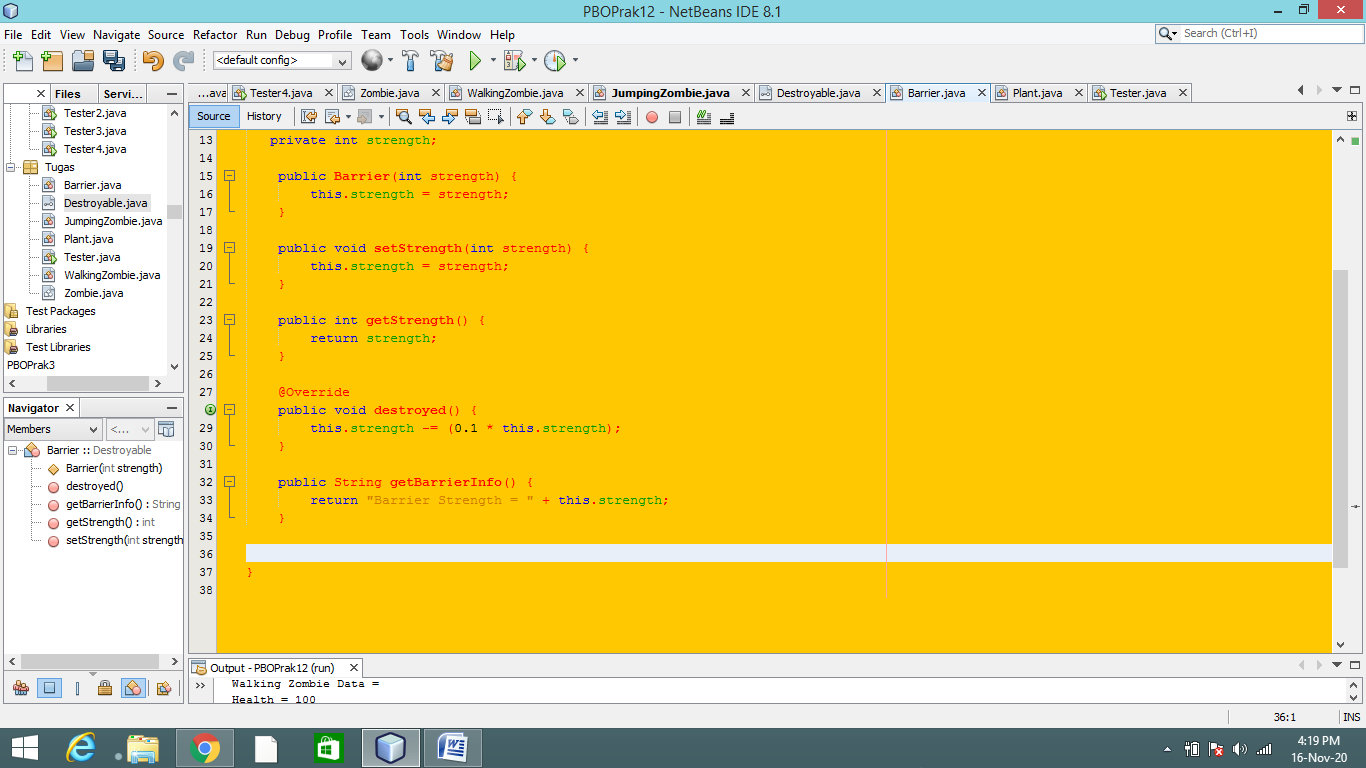 PBOPrak12 - NetBeans IDE 8.1
File Edit View Navigate Source Refactor Run Debug Profile Team Tools Window Help
Search (Ctrl+I)
<default config>
Files Servi...
...ava Tester4.java Zombie.java WalkingZombie.java JumpingZombie.java Destroyable.java Barrier.java Plant.java Tester.java
Source History
Tester2.java
Tester3.java
Tester4.java
Tugas
Barrier.java
Destroyable.java
JumpingZombie.java
Plant.java
Tester.java
WalkingZombie.java
Zombie.java
Test Packages
Libraries
Test Libraries
PBOPrak3
Navigator
Members <...
Barrier :: Destroyable
Barrier(int strength)
destroyed()
getBarrierInfo() : String
getStrength() : int
setStrength(int strength
13 private int strength;
14
15 public Barrier(int strength) {
16 this.strength = strength;
17 }
18
19 public void setStrength(int strength) {
20 this.strength = strength;
21 }
22
23 public int getStrength() {
24 return strength;
25 }
26
27 @Override
28 public void destroyed() {
29 this.strength -= (0.1 * this.strength);
30 }
31
32 public String getBarrierInfo() {
33 return "Barrier Strength = " + this.strength;
34 }
35
36
37 }
38
Output - PBOPrak12 (run)
Walking Zombie Data =
Health = 100
36:1 INS
4:19 PM
16-Nov-20